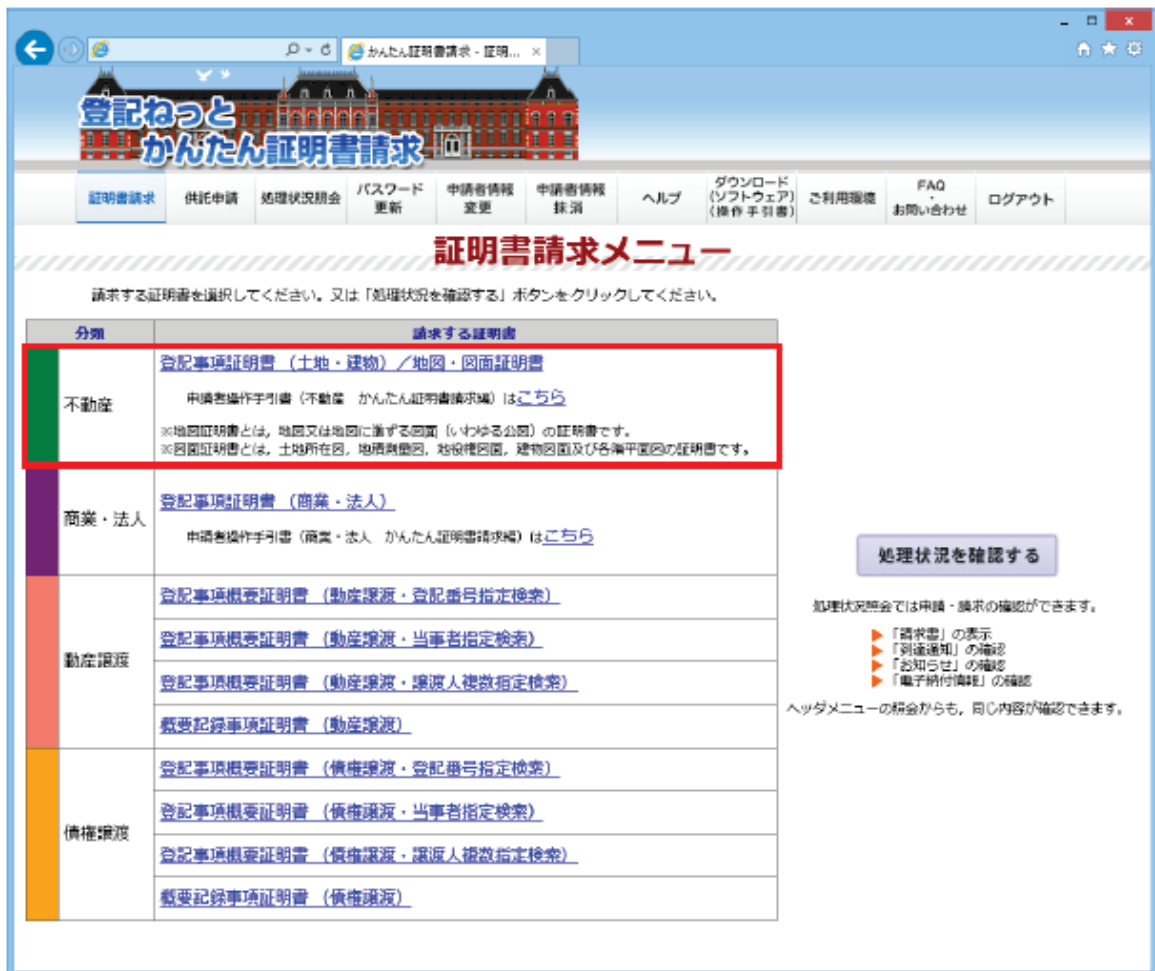 かんたん証明書請求 - 証明... ×
登記ねっと
かんたん証明書請求
証明書請求
供託申請
処理状況照会
パスワード
更新
申請者情報
変更
申請者情報
抹消
ヘルプ
ダウンロード
(ソフトウェア)
(操作手引書)
ご利用環境
FAQ
・
お問い合わせ
ログアウト
証明書請求メニュー
請求する証明書を選択してください。又は「処理状況を確認する」ボタンをクリックしてください。
分類 請求する証明書
不動産
登記事項証明書 (土地・建物) /地図・図面証明書
申請者操作手引書(不動産 かんたん証明書請求編)はこちら
※地図証明書とは,地図又は地図に準ずる図面(いわゆる公図)の証明書です。
※図面証明書とは,土地所在図,地積測量図,地役権図面,建物図面及び各階平面図の証明書です。
商業・法人
登記事項証明書 (商業・法人)
申請者操作手引書(商業・法人 かんたん証明書請求編)はこちら
動産譲渡
登記事項概要証明書 (動産譲渡・登記番号指定検索)
登記事項概要証明書 (動産譲渡・当事者指定検索)
登記事項概要証明書 (動産譲渡・譲渡人複数指定検索)
概要記録事項証明書 (動産譲渡)
債権譲渡
登記事項概要証明書 (債権譲渡・登記番号指定検索)
登記事項概要証明書 (債権譲渡・当事者指定検索)
登記事項概要証明書 (債権譲渡・譲渡人複数指定検索)
概要記録事項証明書 (債権譲渡)
処理状況を確認する
処理状況照会では申請・請求の確認ができます。
▶「請求書」の表示
▶「到達通知」の確認
▶「お知らせ」の確認
▶「電子納付情報」の確認
ヘッダメニューの照会からも,同じ内容が確認できます。